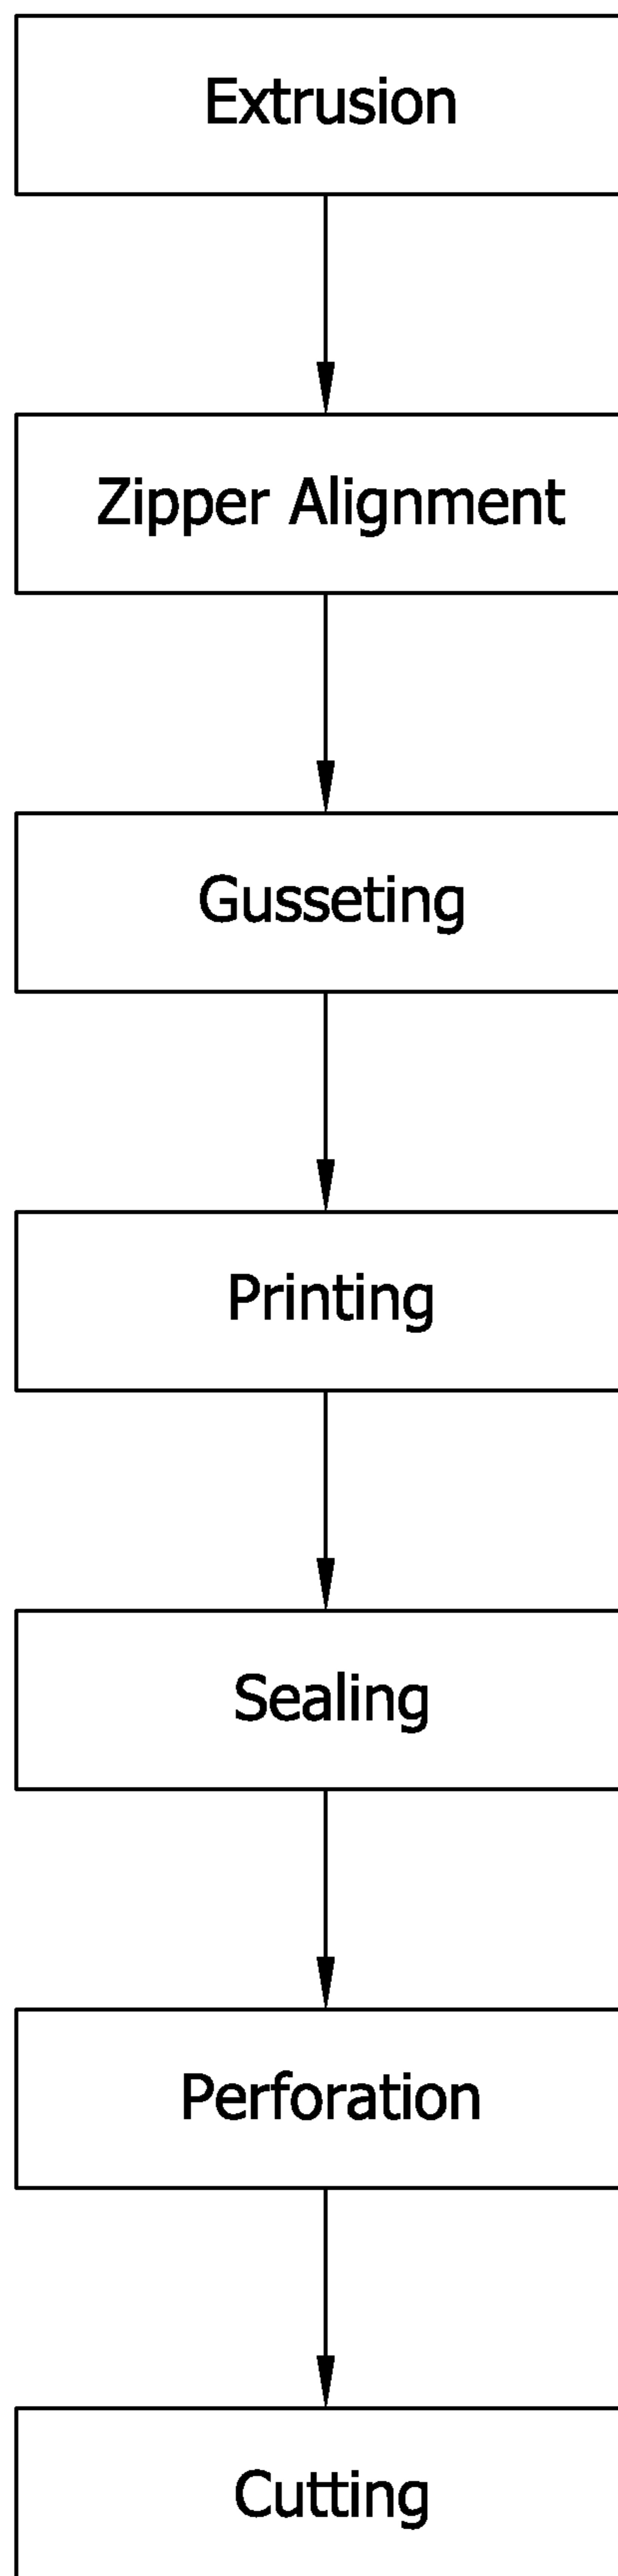 Extrusion
Zipper Alignment
Gusseting
Printing
Sealing
Perforation
Cutting